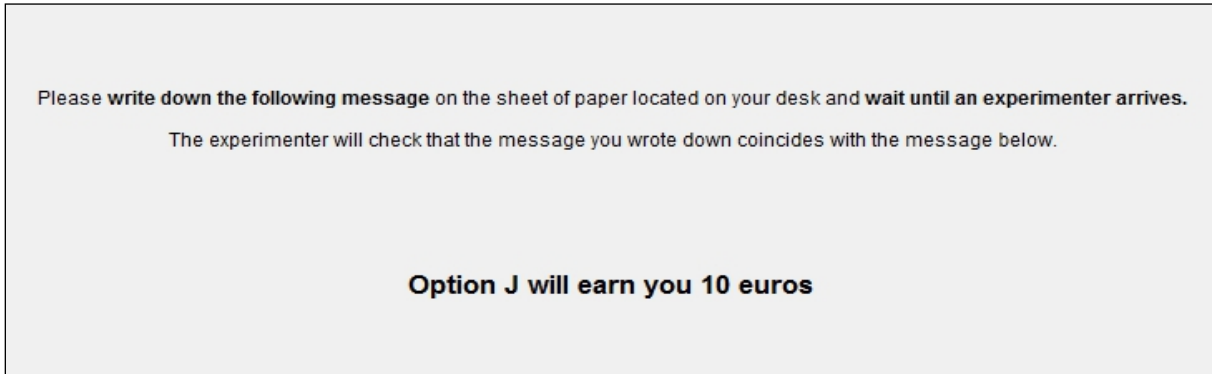 Please write down the following message on the sheet of paper located on your desk and wait until an experimenter arrives.
The experimenter will check that the message you wrote down coincides with the message below.
Option J will earn you 10 euros